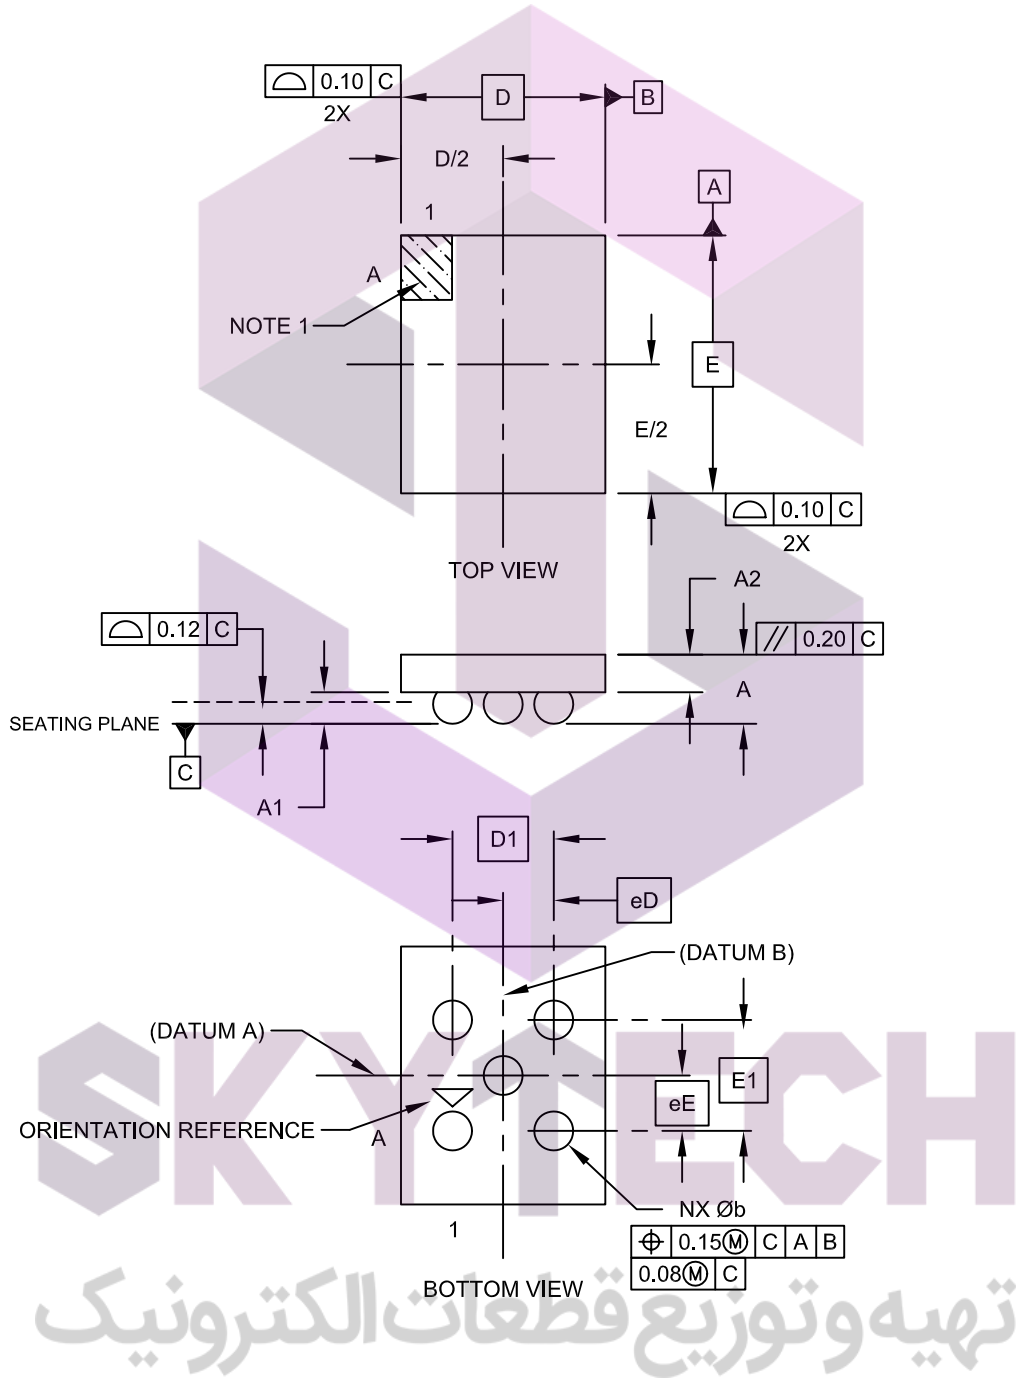 0.10 C
2X
D
B
D/2
A
1
A
NOTE 1
E
E/2
0.10 C
2X
TOP VIEW
A2
0.12 C
// 0.20 C
A
SEATING PLANE
C
A1
D1
eD
(DATUM B)
(DATUM A)
E1
eE
ORIENTATION REFERENCE
A
NX Øb
1
0.15Ⓜ C A B
0.08Ⓜ C
BOTTOM VIEW
SKYTECH
تهیه و توزیع قطعات الکترونیک